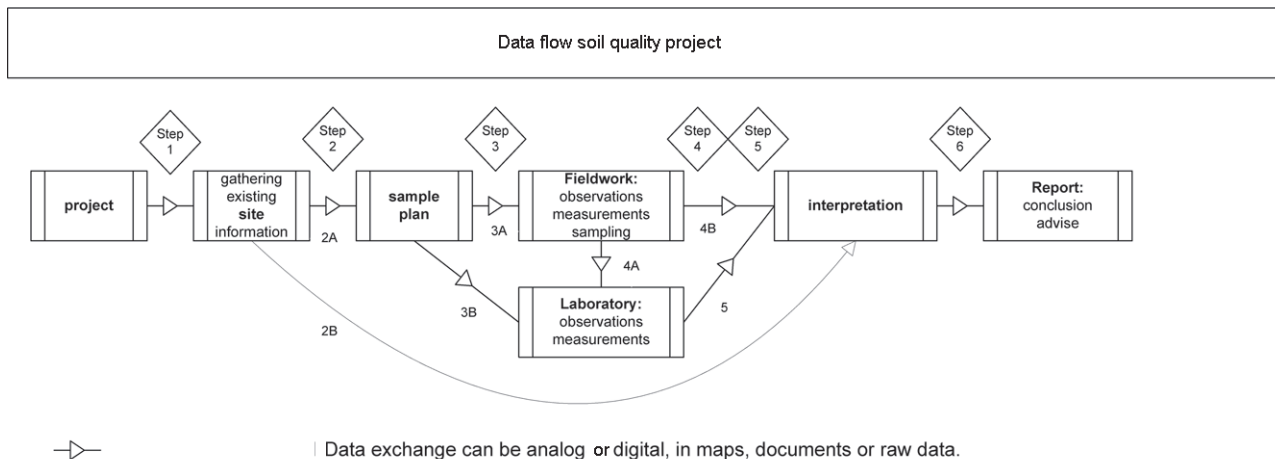 Data flow soil quality project
Step
1
Step
2
Step
3
Step
4
Step
5
Step
6
project
gathering
existing
site
information
2A
sample
plan
3A
Fieldwork:
observations
measurements
sampling
4B
interpretation
Report:
conclusion
advise
4A
3B
Laboratory:
observations
measurements
5
2B
Data exchange can be analog or digital, in maps, documents or raw data.